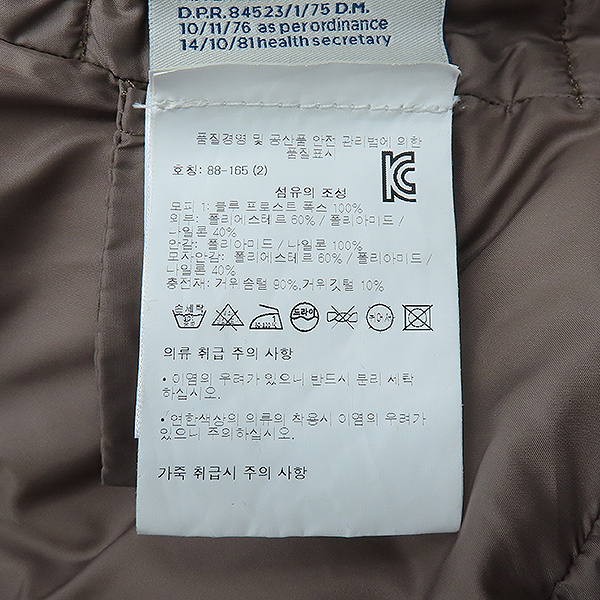 D.P.R. 84523/1/75 D.M.
10/11/76 as per ordinance
14/10/81 health secretary
품질경영 및 공산품 안전 관리법에 의한
품질표시
호칭: 88-165 (2)
섬유의 조성
모피 1: 블루 프로스트 폭스 100%
외부: 폴리에스테르 60% / 폴리아미드 /
나일론 40%
안감: 폴리아미드 / 나일론 100%
모자안감: 폴리에스테르 60% / 폴리아미드 /
나일론 40%
충전재: 거위솜털 90%, 거위깃털 10%
손세탁
드라이
의류 취급 주의 사항
• 이염의 우려가 있으니 반드시 분리 세탁
하십시오.
• 연한색상의 의류의 착용시 이염의 우려가
있으니 주의하십시오.
가죽 취급시 주의 사항